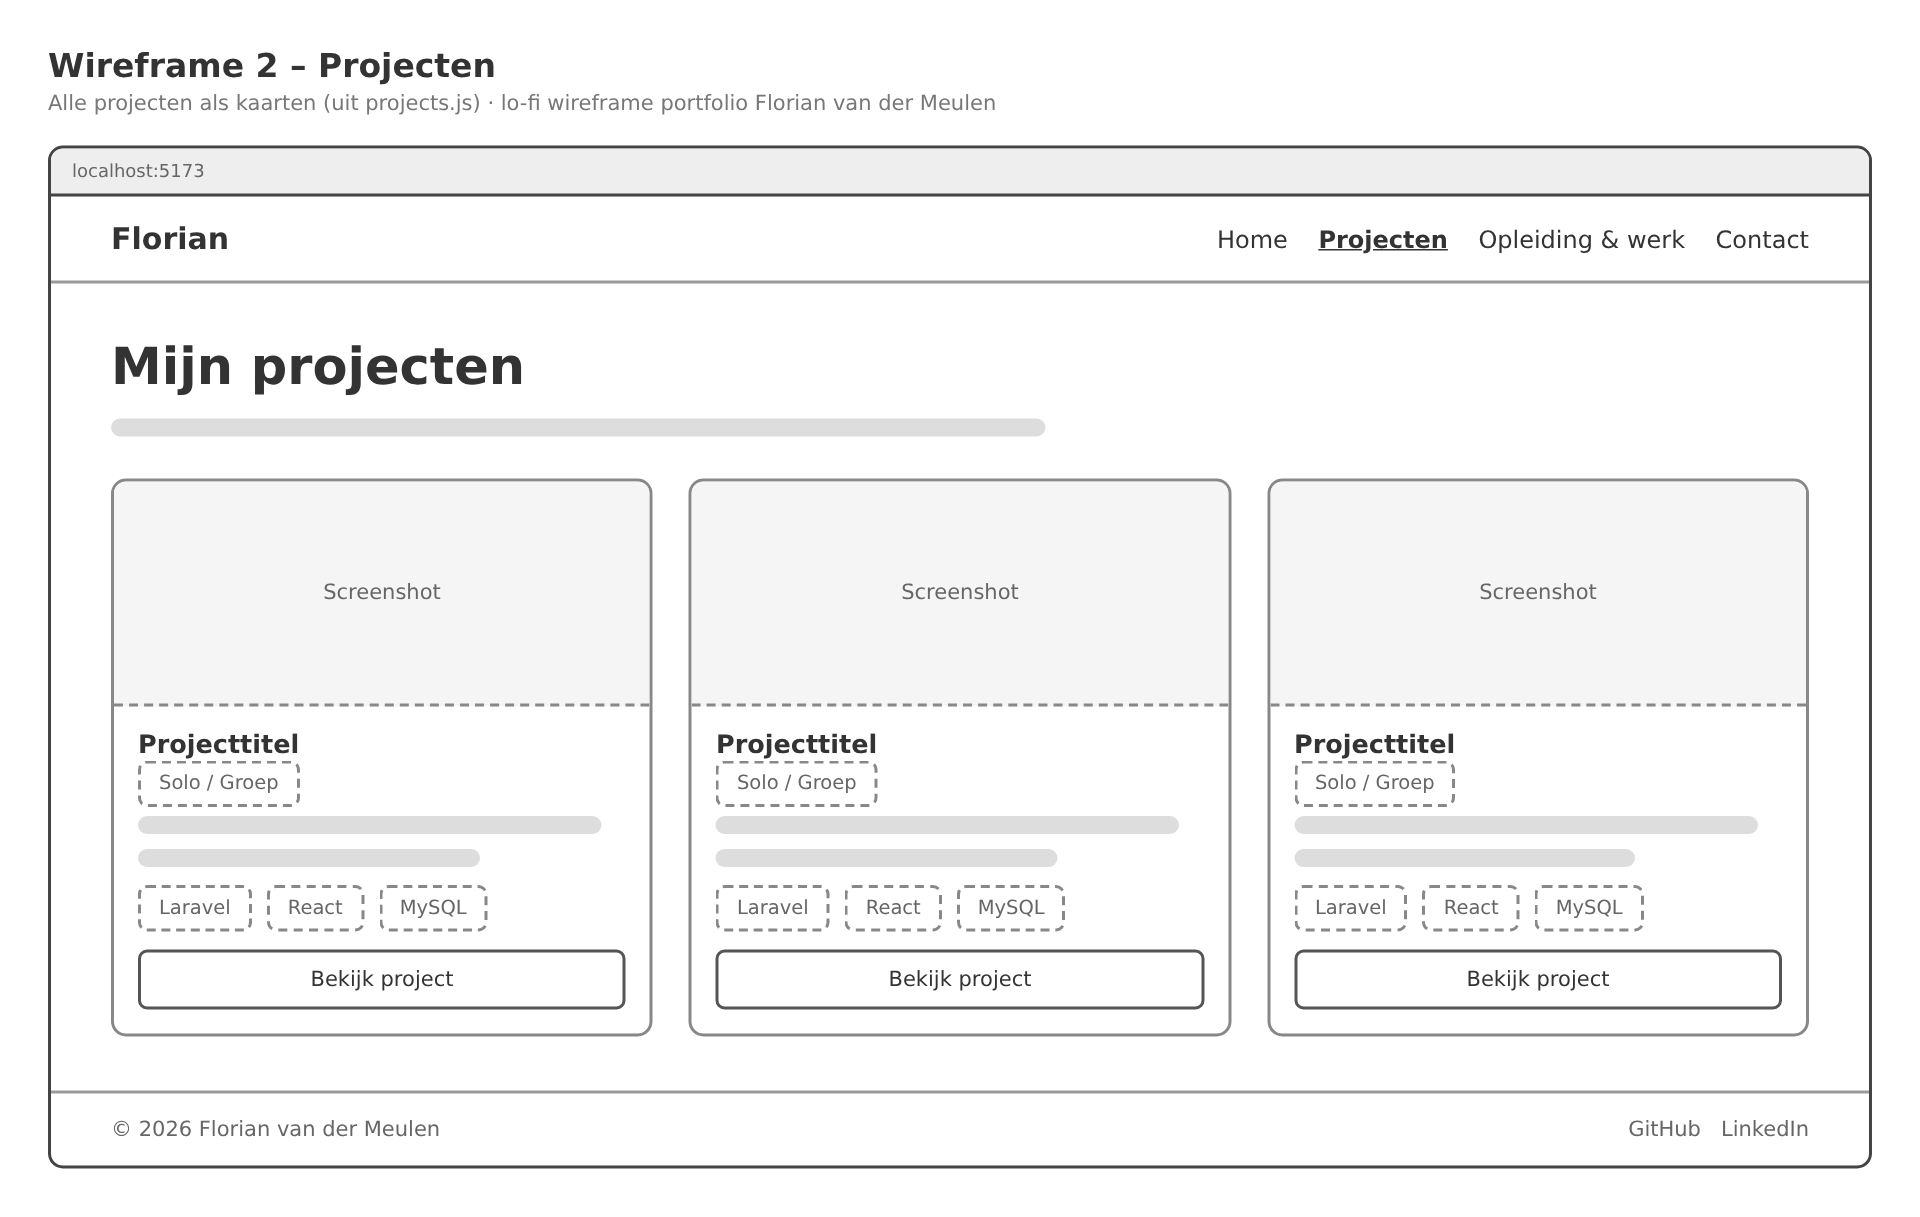 Wireframe 2 – Projecten
Alle projecten als kaarten (uit projects.js) · lo-fi wireframe portfolio Florian van der Meulen
localhost:5173
Florian
Home Projecten Opleiding & werk Contact
Mijn projecten
Screenshot
Projecttitel
Solo / Groep
Laravel React MySQL
Bekijk project
Screenshot
Projecttitel
Solo / Groep
Laravel React MySQL
Bekijk project
Screenshot
Projecttitel
Solo / Groep
Laravel React MySQL
Bekijk project
© 2026 Florian van der Meulen
GitHub LinkedIn